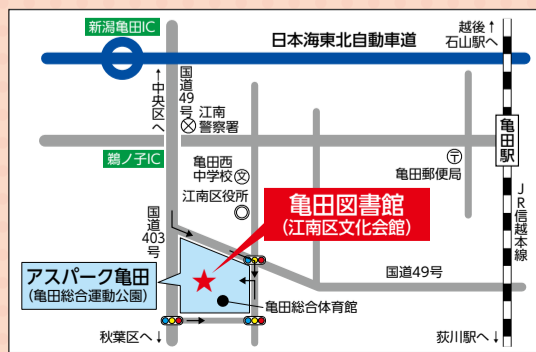 新潟亀田IC
日本海東北自動車道
越後↑
石山駅へ
↑中央区へ
国道49号
江南
警察署
鵜ノ子IC
亀田西
中学校
文
江南区役所
〒
亀田郵便局
亀田駅
JR信越本線
国道403号
亀田図書館
(江南区文化会館)
アスパーク亀田
(亀田総合運動公園)
国道49号
亀田総合体育館
秋葉区へ↓
荻川駅へ↓